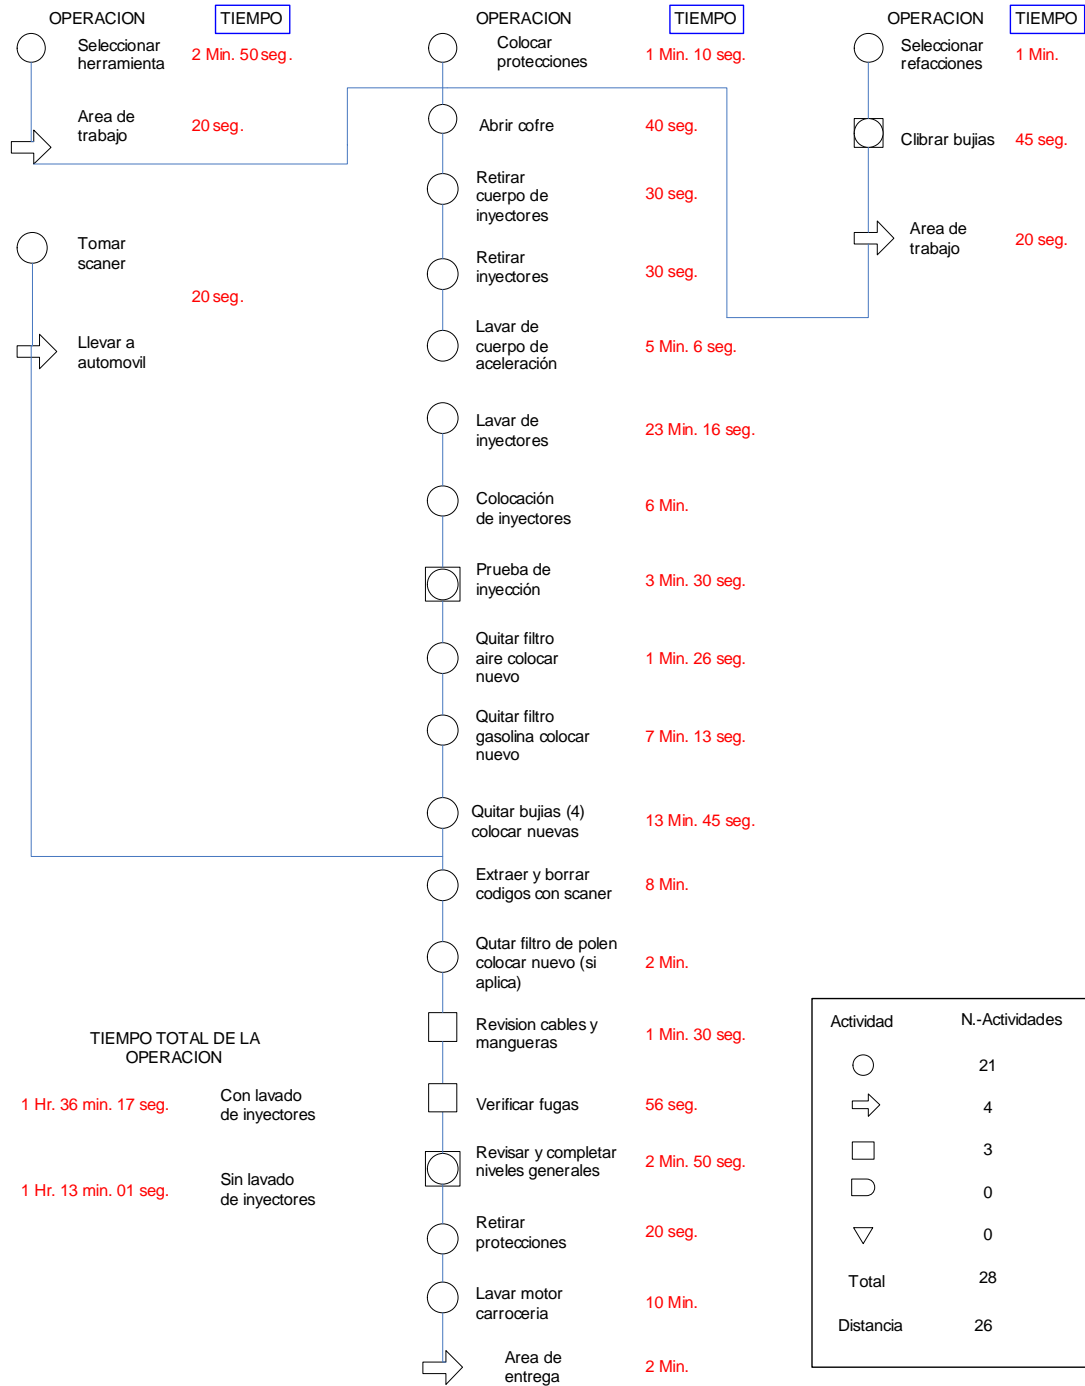 OPERACION
TIEMPO
Seleccionar
herramienta
2 Min. 50 seg.
Area de
trabajo
20 seg.
Tomar
scaner
20 seg.
Llevar a
automovil
OPERACION
TIEMPO
Colocar
protecciones
1 Min. 10 seg.
Abrir cofre
40 seg.
Retirar
cuerpo de
inyectores
30 seg.
Retirar
inyectores
30 seg.
Lavar de
cuerpo de
aceleración
5 Min. 6 seg.
Lavar de
inyectores
23 Min. 16 seg.
Colocación
de inyectores
6 Min.
Prueba de
inyección
3 Min. 30 seg.
Quitar filtro
aire colocar
nuevo
1 Min. 26 seg.
Quitar filtro
gasolina colocar
nuevo
7 Min. 13 seg.
Quitar bujias (4)
colocar nuevas
13 Min. 45 seg.
Extraer y borrar
codigos con scaner
8 Min.
Qutar filtro de polen
colocar nuevo (si
aplica)
2 Min.
Revision cables y
mangueras
1 Min. 30 seg.
Verificar fugas
56 seg.
Revisar y completar
niveles generales
2 Min. 50 seg.
Retirar
protecciones
20 seg.
Lavar motor
carroceria
10 Min.
Area de
entrega
2 Min.
OPERACION
TIEMPO
Seleccionar
refacciones
1 Min.
Clibrar bujias
45 seg.
Area de
trabajo
20 seg.
TIEMPO TOTAL DE LA
OPERACION
1 Hr. 36 min. 17 seg.
Con lavado
de inyectores
1 Hr. 13 min. 01 seg.
Sin lavado
de inyectores
Actividad
N.-Actividades
21
4
3
0
0
Total
28
Distancia
26